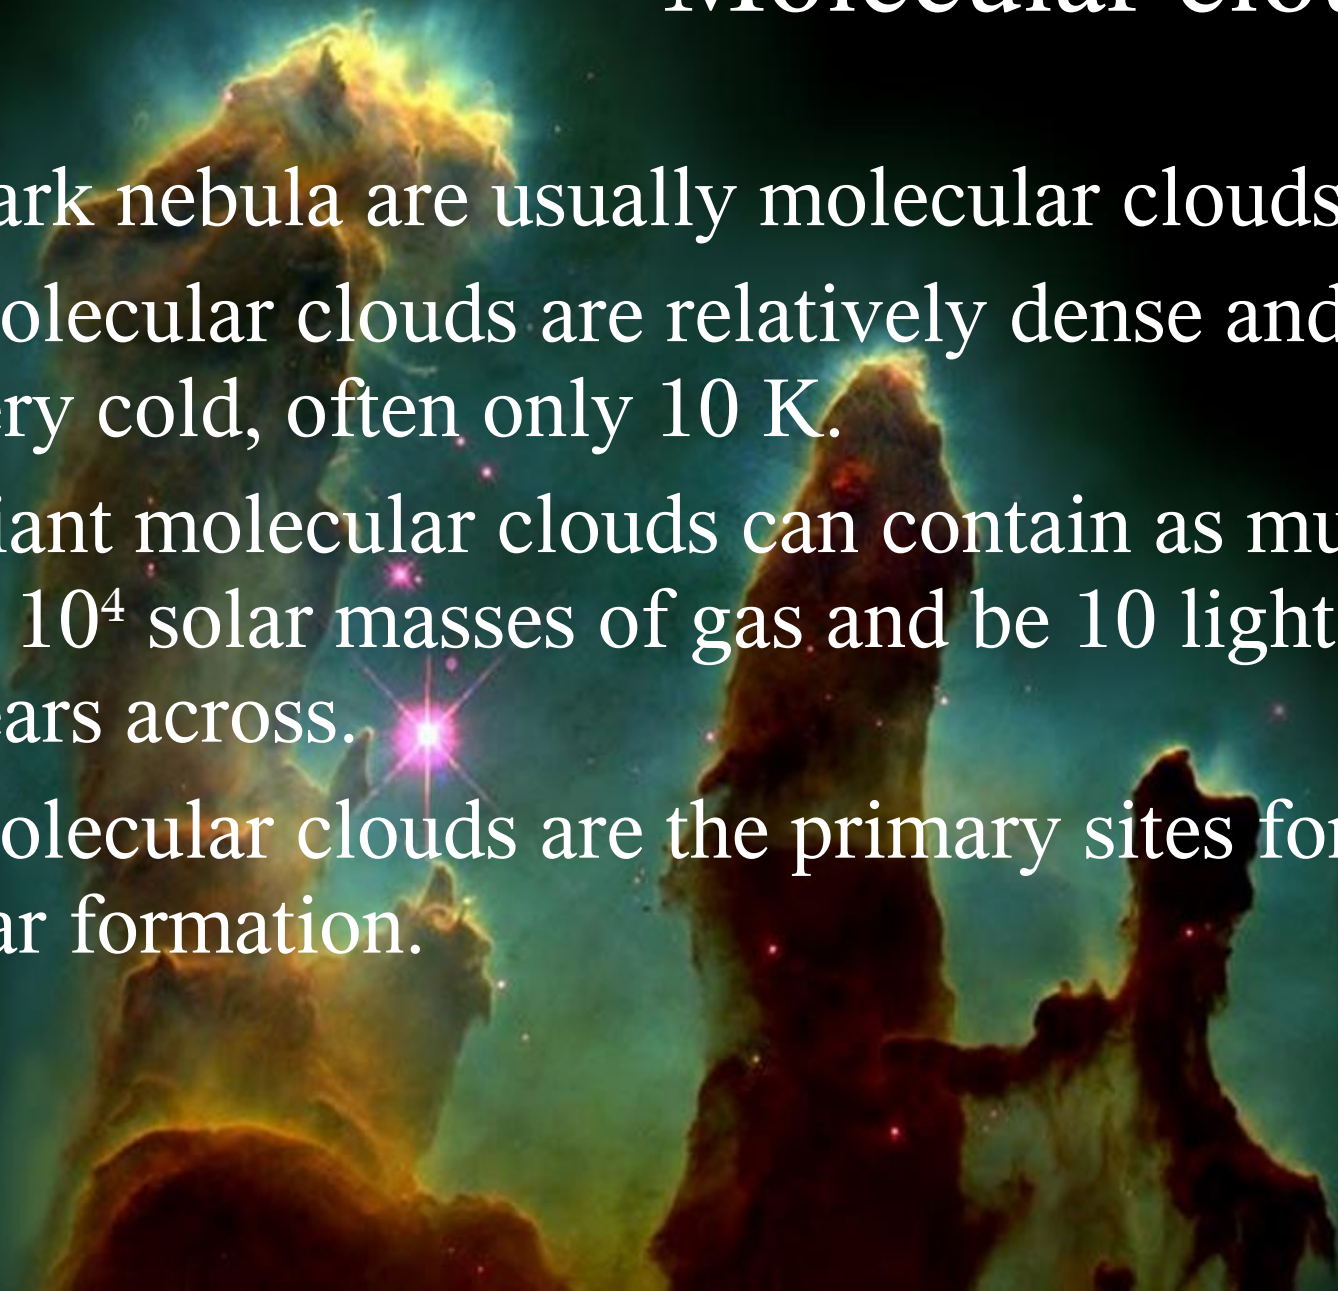 Molecular clou
ark nebula are usually molecular clouds
olecular clouds are relatively dense and
ery cold, often only 10 K.
iant molecular clouds can contain as mu
10⁴ solar masses of gas and be 10 light
ears across.
olecular clouds are the primary sites for
ar formation.